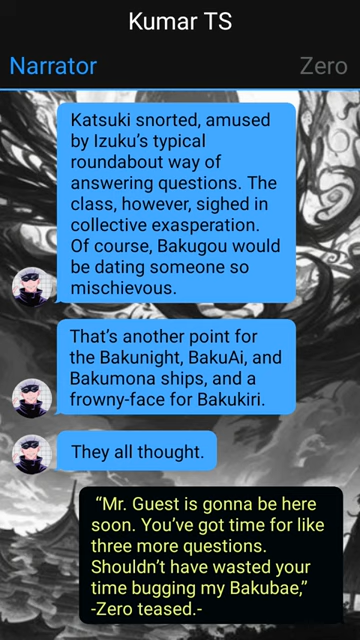 Kumar TS
Narrator
Zero
Katsuki snorted, amused
by Izuku’s typical
roundabout way of
answering questions. The
class, however, sighed in
collective exasperation.
Of course, Bakugou would
be dating someone so
mischievous.
That’s another point for
the Bakunight, BakuAi, and
Bakumona ships, and a
frowny-face for Bakukiri.
They all thought.
“Mr. Guest is gonna be here
soon. You’ve got time for like
three more questions.
Shouldn’t have wasted your
time bugging my Bakubae,”
-Zero teased.-